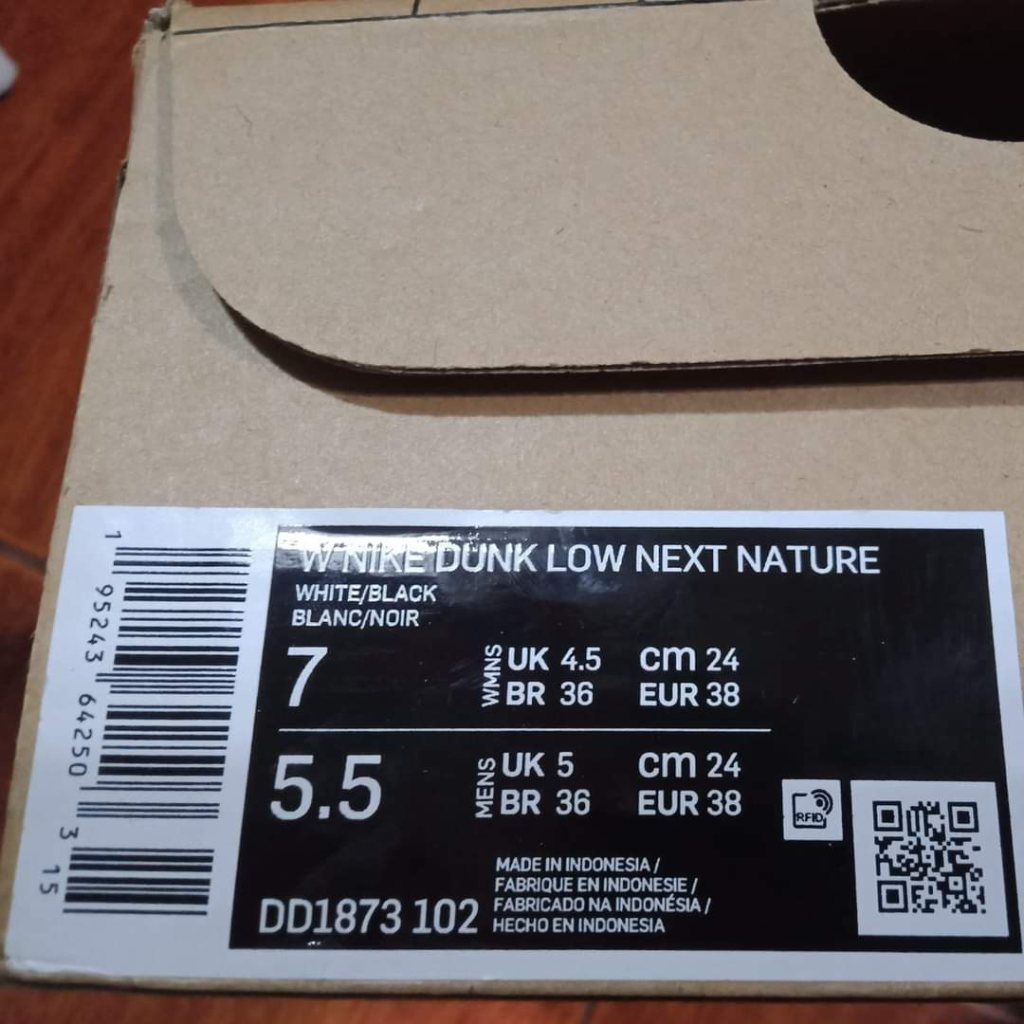 W NIKE DUNK LOW NEXT NATURE
WHITE/BLACK
BLANC/NOIR
7 WMNS UK 4.5 cm 24
BR 36 EUR 38
5.5 MENS UK 5 cm 24
BR 36 EUR 38
RFID
MADE IN INDONESIA /
FABRIQUE EN INDONESIE /
FABRICADO NA INDONÉSIA /
HECHO EN INDONESIA
DD1873 102
1 95243 64250 3 15